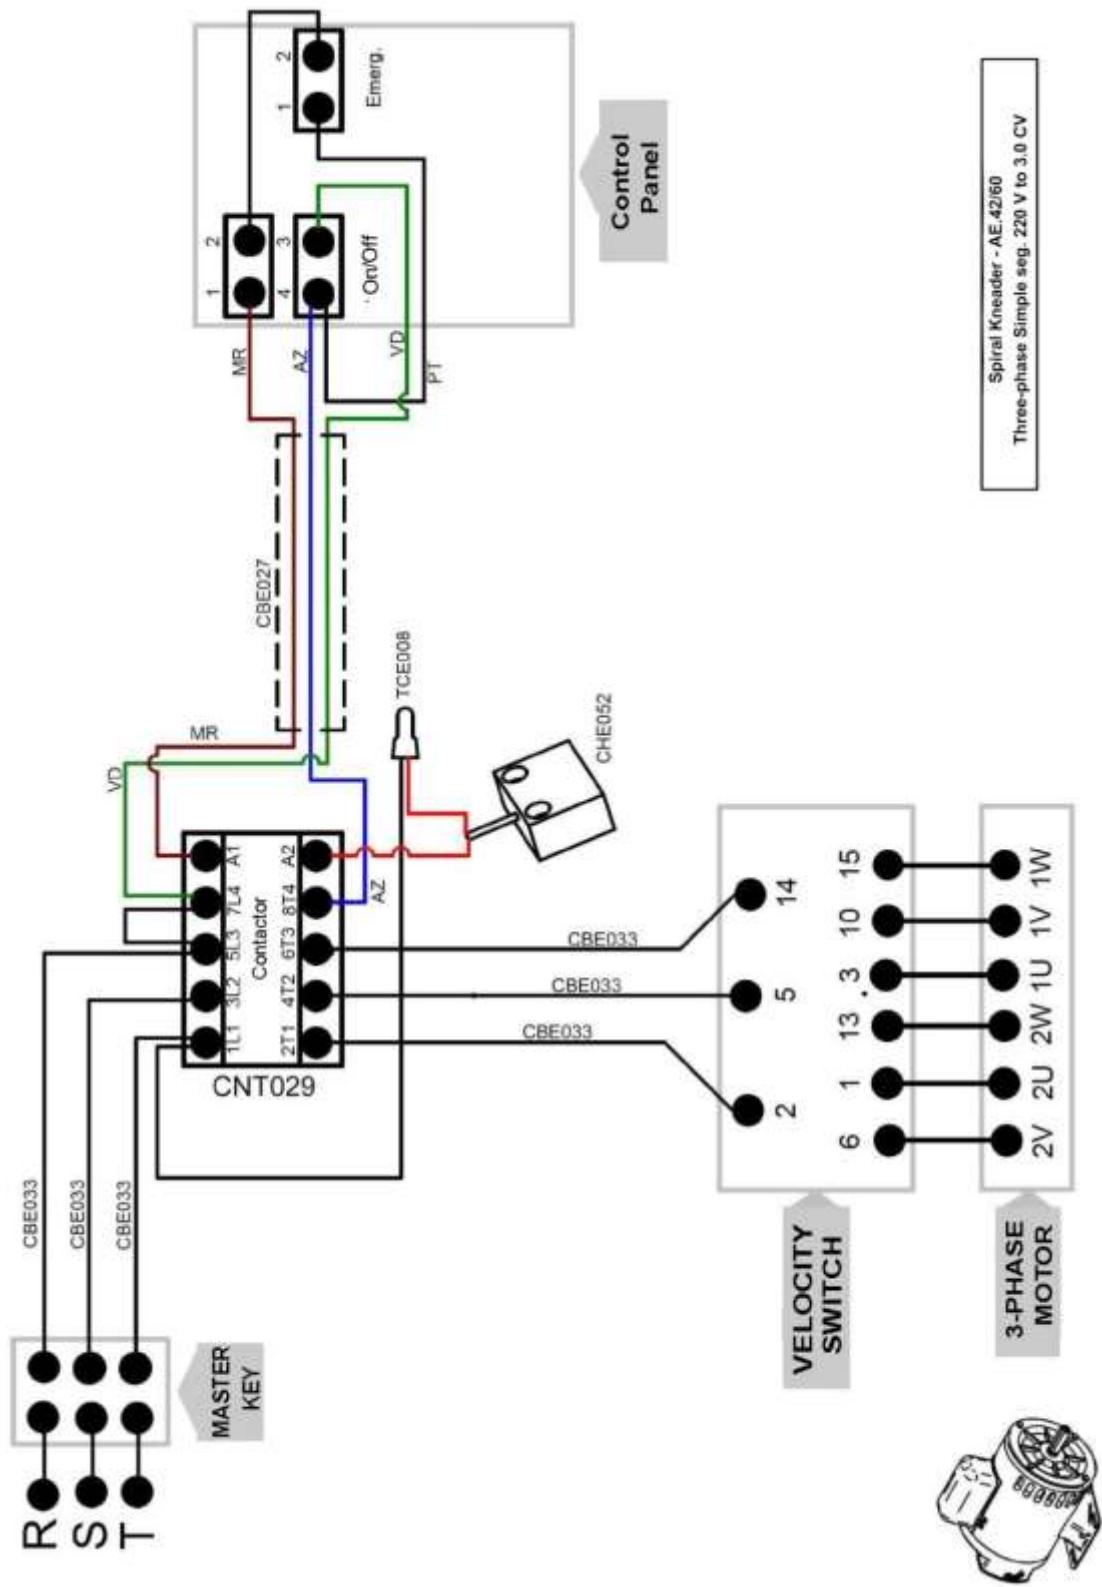 R
S
T
MASTER
KEY
CBE033
CBE033
CBE033
VD
MR
1L1
3L2
5L3
7L4
A1
Contactor
2T1
4T2
6T3
8T4
A2
CNT029
AZ
CBE027
MR
AZ
VD
PT
1
2
4
3
On/Off
1
2
Emerg.
Control
Panel
TCE008
CHE052
CBE033
CBE033
CBE033
2
5
14
6
1
13
3
10
15
VELOCITY
SWITCH
2V
2U
2W
1U
1V
1W
3-PHASE
MOTOR
Spiral Kneader - AE.42/60
Three-phase Simple seg. 220 V to 3.0 CV